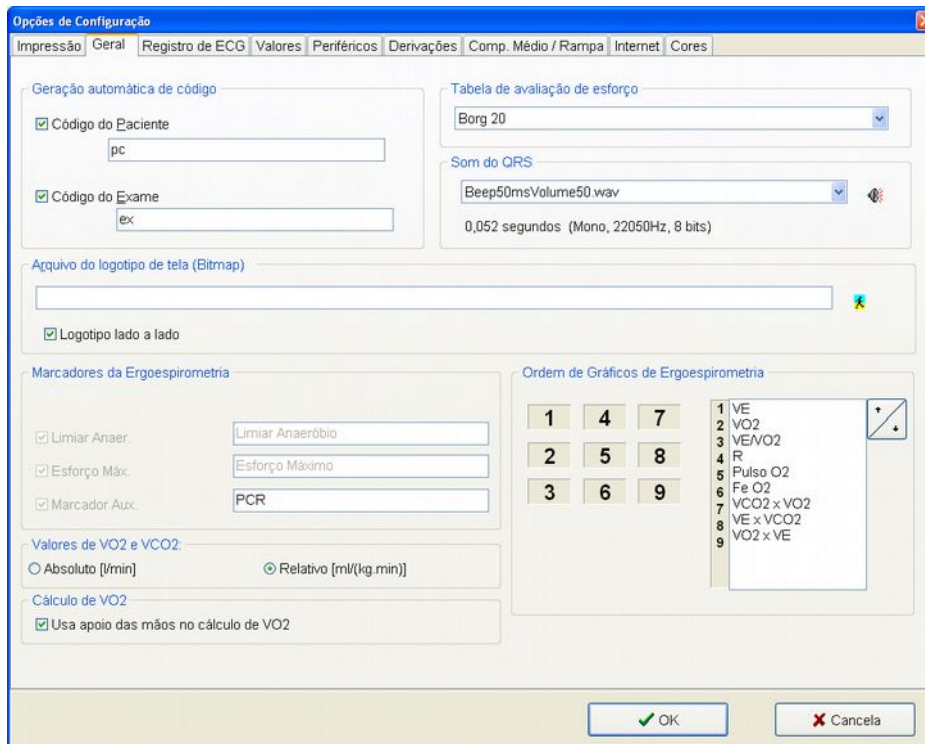 Opções de Configuração
Impressão Geral Registro de ECG Valores Periféricos Derivações Comp. Médio / Rampa Internet Cores
Geração automática de código
Código do Paciente
pc
Código do Exame
ex
Tabela de avaliação de esforço
Borg 20
Som do QRS
Beep50msVolume50.wav
0,052 segundos (Mono, 22050Hz, 8 bits)
Arquivo do logotipo de tela (Bitmap)
Logotipo lado a lado
Marcadores da Ergoespirometria
Limiar Anaer. Limiar Anaeróbio
Esforço Máx. Esforço Máximo
Marcador Aux. PCR
Valores de VO2 e VCO2:
Absoluto [l/min] Relativo [ml/(kg.min)]
Cálculo de VO2
Usa apoio das mãos no cálculo de VO2
Ordem de Gráficos de Ergoespirometria
1 4 7
2 5 8
3 6 9
1 VE
2 VO2
3 VE/VO2
4 R
5 Pulso O2
6 Fe O2
7 VCO2 x VO2
8 VE x VCO2
9 VO2 x VE
OK Cancela